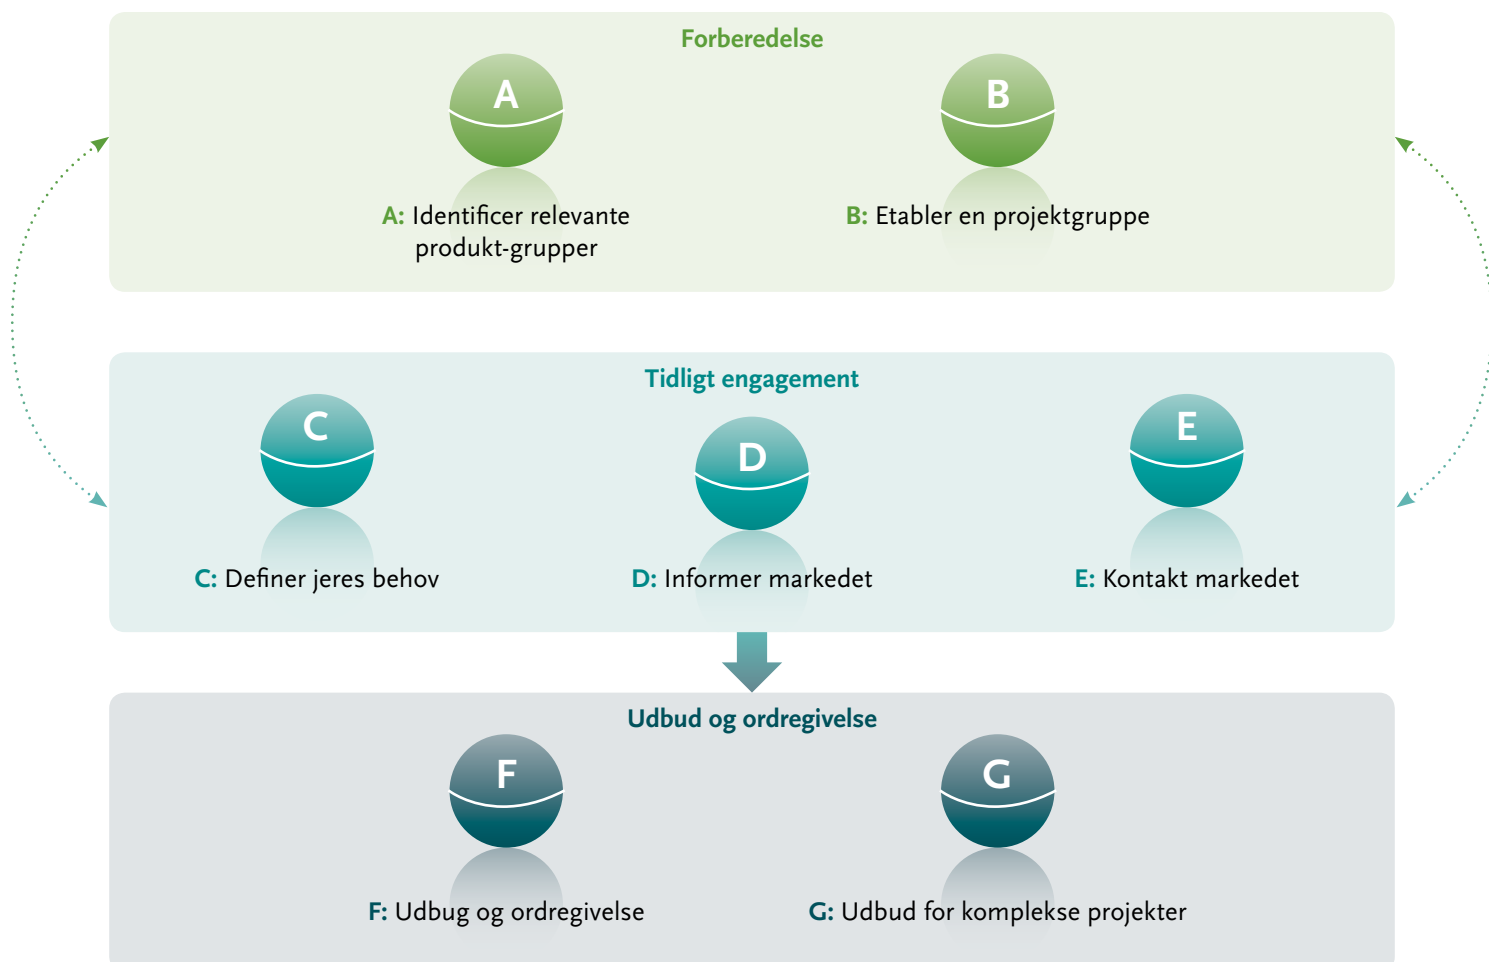 Forberedelse
A
B
A: Identificer relevante
produkt-grupper
B: Etabler en projektgruppe
Tidligt engagement
C
D
E
C: Definer jeres behov
D: Informer markedet
E: Kontakt markedet
Udbud og ordregivelse
F
G
F: Udbug og ordregivelse
G: Udbud for komplekse projekter